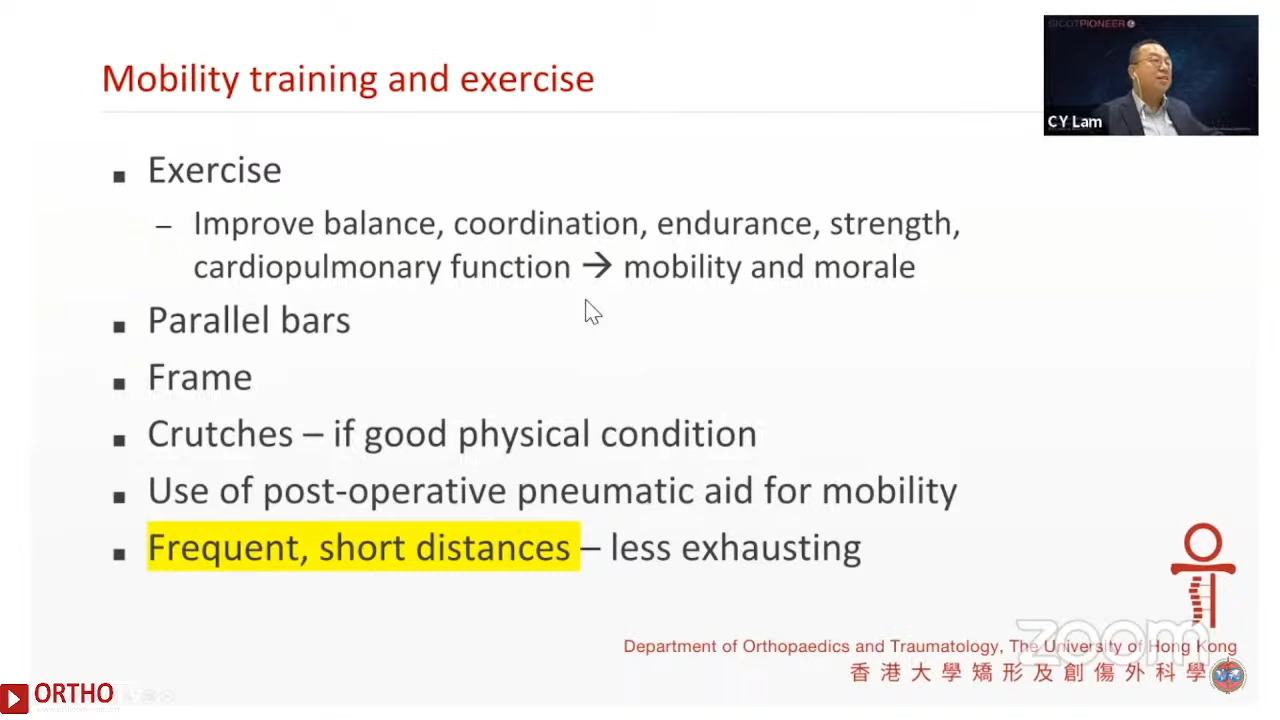 SICOTPIONEER
CY Lam
Mobility training and exercise
▪ Exercise
– Improve balance, coordination, endurance, strength,
cardiopulmonary function → mobility and morale
▪ Parallel bars
▪ Frame
▪ Crutches – if good physical condition
▪ Use of post-operative pneumatic aid for mobility
▪ Frequent, short distances – less exhausting
zoom
Department of Orthopaedics and Traumatology, The University of Hong Kong
香港大學矯形及創傷外科學
ORTHO